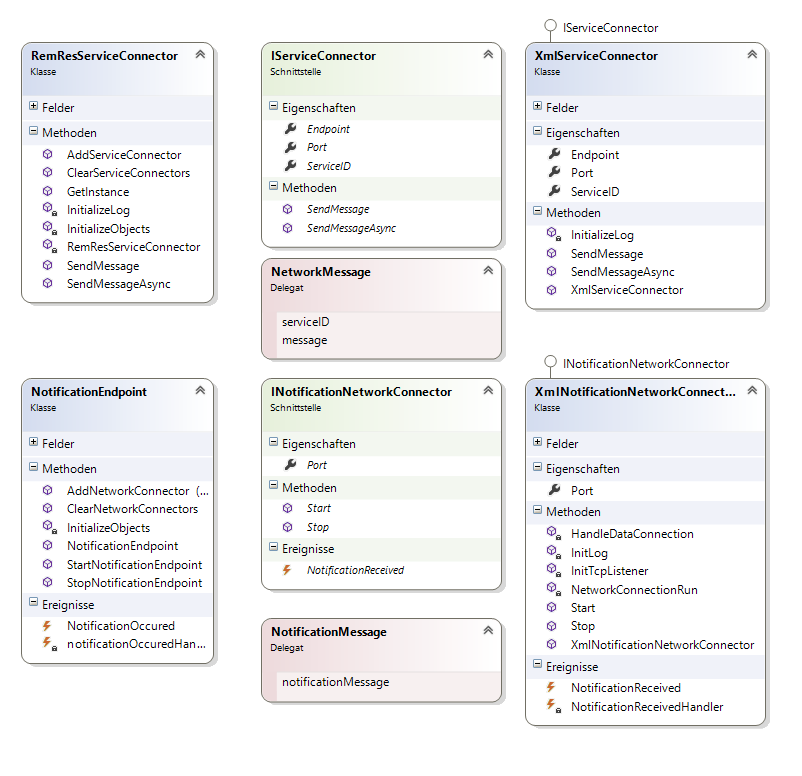 RemResServiceConnector
Klasse
Felder
Methoden
AddServiceConnector
ClearServiceConnectors
GetInstance
InitializeLog
InitializeObjects
RemResServiceConnector
SendMessage
SendMessageAsync
IServiceConnector
Schnittstelle
Eigenschaften
Endpoint
Port
ServiceID
Methoden
SendMessage
SendMessageAsync
NetworkMessage
Delegat
serviceID
message
IServiceConnector
XmlServiceConnector
Klasse
Felder
Eigenschaften
Endpoint
Port
ServiceID
Methoden
InitializeLog
SendMessage
SendMessageAsync
XmlServiceConnector
NotificationEndpoint
Klasse
Felder
Methoden
AddNetworkConnector (...
ClearNetworkConnectors
InitializeObjects
NotificationEndpoint
StartNotificationEndpoint
StopNotificationEndpoint
Ereignisse
NotificationOccured
notificationOccuredHan...
INotificationNetworkConnector
Schnittstelle
Eigenschaften
Port
Methoden
Start
Stop
Ereignisse
NotificationReceived
NotificationMessage
Delegat
notificationMessage
INotificationNetworkConnector
XmlNotificationNetworkConnect...
Klasse
Felder
Eigenschaften
Port
Methoden
HandleDataConnection
InitLog
InitTcpListener
NetworkConnectionRun
Start
Stop
XmlNotificationNetworkConnector
Ereignisse
NotificationReceived
NotificationReceivedHandler